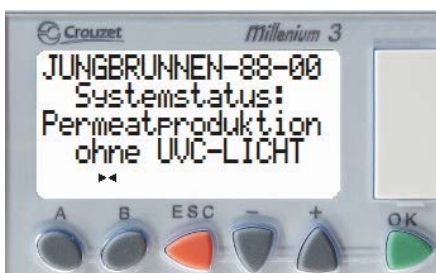 Crouzet Millenium 3
JUNGBRUNNEN-88-00
Systemstatus:
Permeatproduktion
ohne UVC-LICHT
A B ESC - + OK